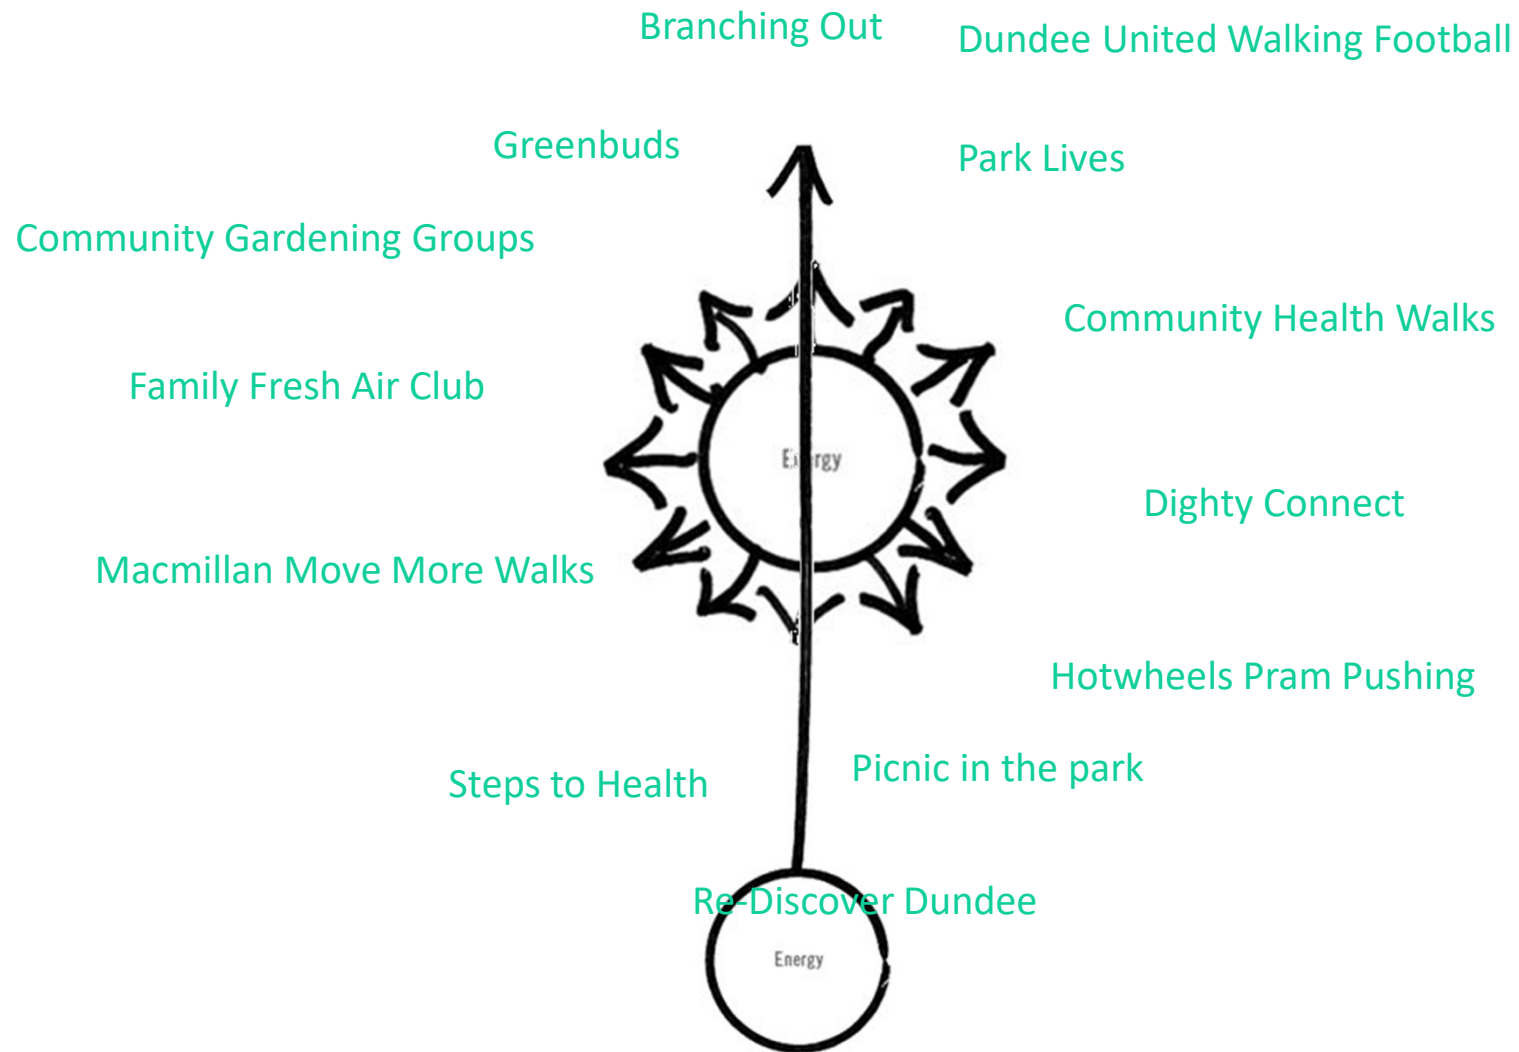 Branching Out
Dundee United Walking Football
Greenbuds
Park Lives
Community Gardening Groups
Community Health Walks
Family Fresh Air Club
Energy
Dighty Connect
Macmillan Move More Walks
Hotwheels Pram Pushing
Picnic in the park
Steps to Health
Re-Discover Dundee
Energy